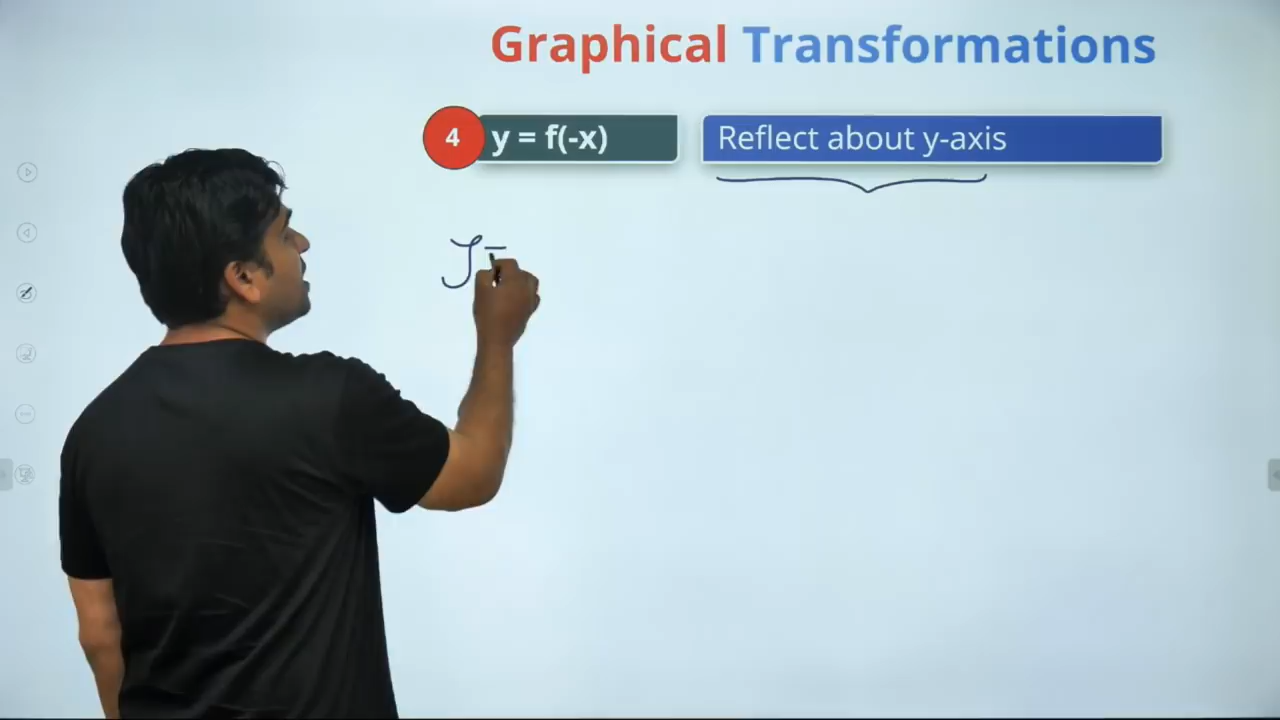 Graphical Transformations
4 y = f(-x) Reflect about y-axis
y =